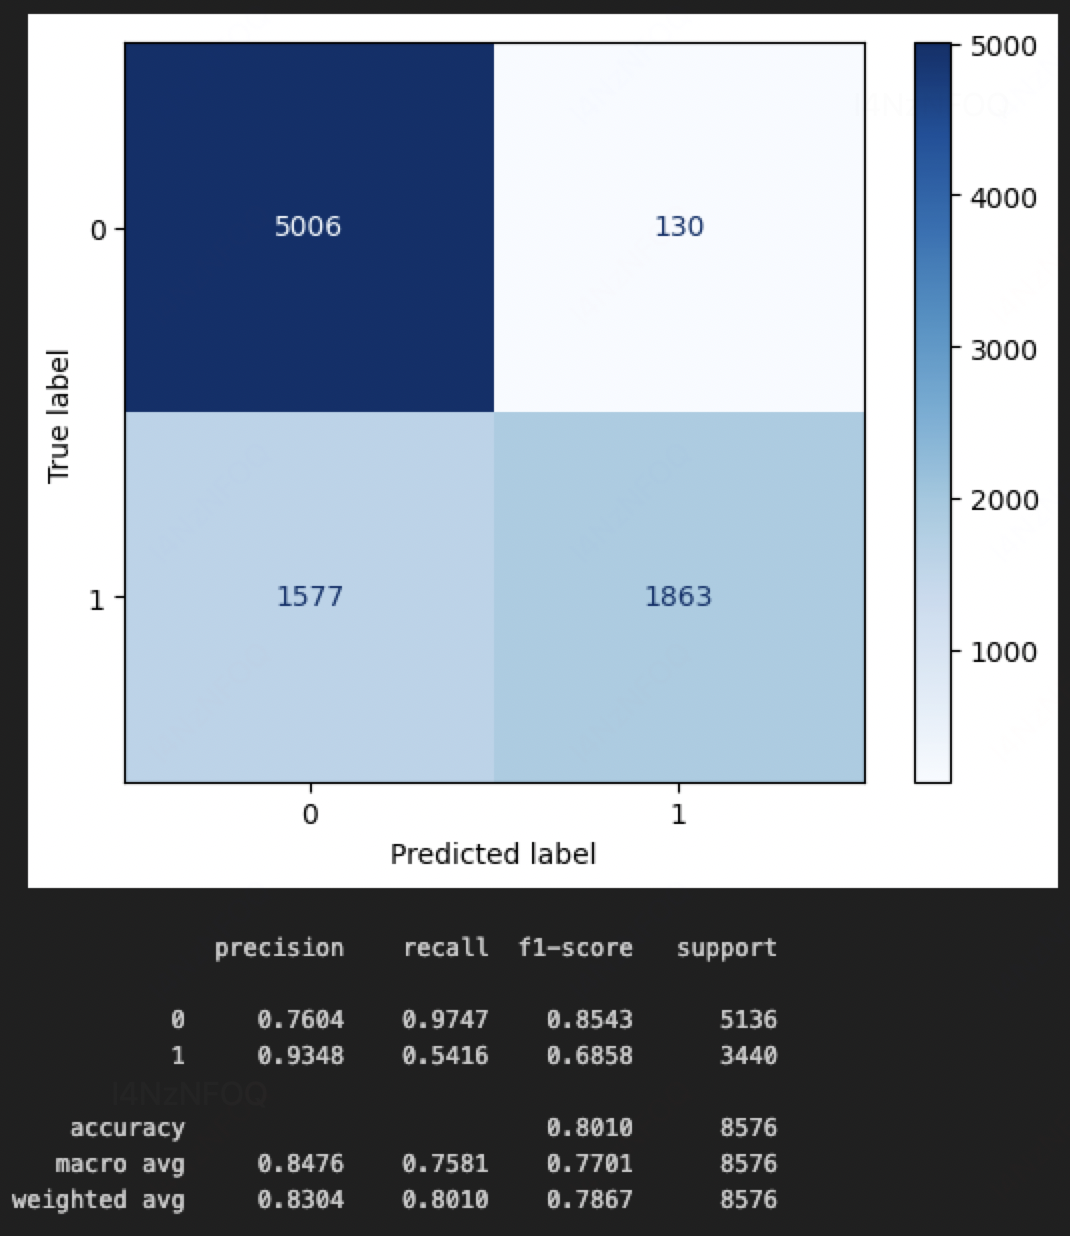 5000
5006 130
0
4000
3000
True label
2000
1577 1863
1
1000
0 1
Predicted label
precision recall f1-score support
0 0.7604 0.9747 0.8543 5136
1 0.9348 0.5416 0.6858 3440
l4NzNFOQ
accuracy 0.8010 8576
macro avg 0.8476 0.7581 0.7701 8576
weighted avg 0.8304 0.8010 0.7867 8576